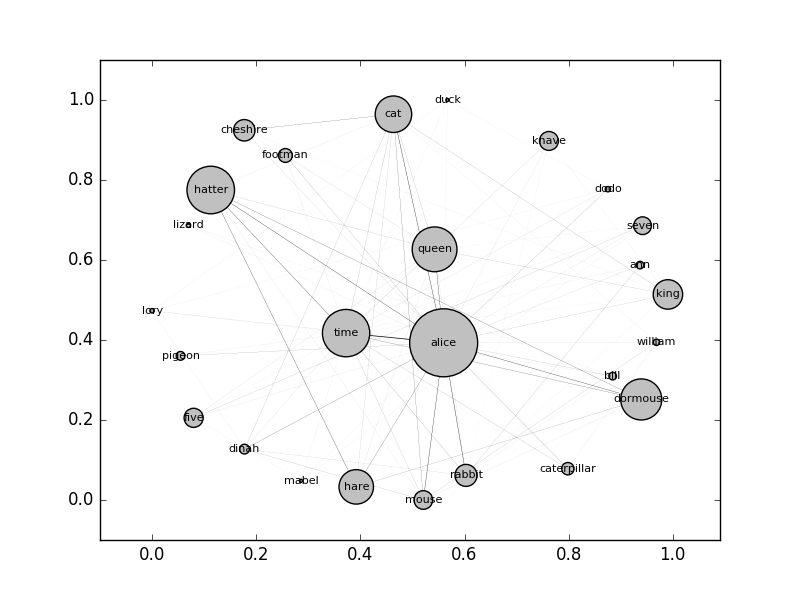 1.0
0.8
0.6
0.4
0.2
0.0
duck
cat
cheshire
knave
footman
hatter
dodo
lizard
seven
queen
ann
king
lory
time
alice
william
pigeon
bill
dormouse
five
dinah
mabel
hare
mouse
rabbit
caterpillar
0.0 0.2 0.4 0.6 0.8 1.0